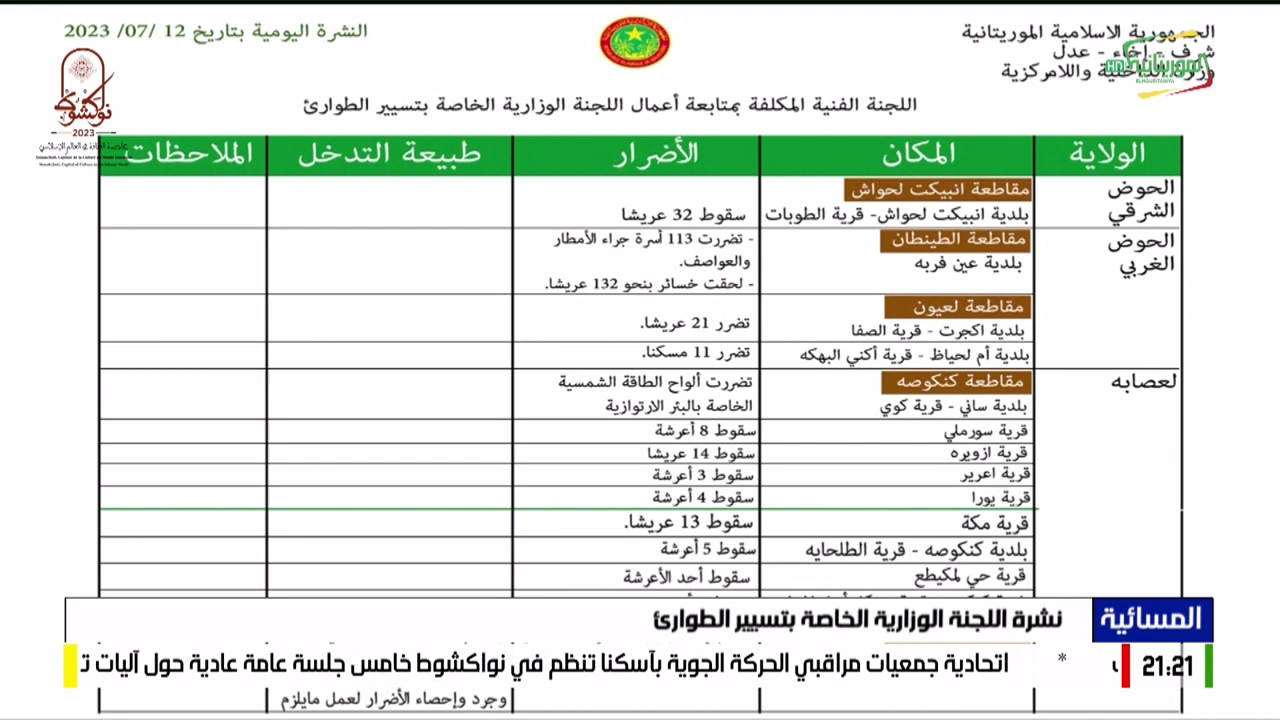 الجمهورية الاسلامية الموريتانية
شرف - إخاء - عدل
وزارة الداخلية واللامركزية
النشرة اليومية بتاريخ 12 /07/ 2023
الموريتانية
HD
ELMOURITANIYA
نواكشوط
2023
اللجنة الفنية المكلفة بمتابعة أعمال اللجنة الوزارية الخاصة بتسيير الطوارئ
الولاية المكان الأضرار طبيعة التدخل الملاحظات
الحوض الشرقي
مقاطعة انبيكت لحواش
بلدية انبيكت لحواش- قرية الطوبات سقوط 32 عريشا
الحوض الغربي
مقاطعة الطينطان
بلدية عين فربه
- تضررت 113 أسرة جراء الأمطار
والعواصف.
- لحقت خسائر بنحو 132 عريشا.
مقاطعة لعيون
بلدية اكجرت - قرية الصفا تضرر 21 عريشا.
بلدية أم لحياظ - قرية أكني البهكه تضرر 11 مسكنا.
لعصابه
مقاطعة كنكوصه
بلدية ساني - قرية كوي
تضررت ألواح الطاقة الشمسية
الخاصة بالبئر الارتوازية
قرية سورملي سقوط 8 أعرشة
قرية ازويره سقوط 14 عريشا
قرية اعرير سقوط 3 أعرشة
قرية يورا سقوط 4 أعرشة
قرية مكة سقوط 13 عريشا.
بلدية كنكوصه - قرية الطلحايه سقوط 5 أعرشة
قرية حي لمكيطع سقوط أحد الأعرشة
المسائية
نشرة اللجنة الوزارية الخاصة بتسيير الطوارئ
21:21
* اتحادية جمعيات مراقبي الحركة الجوية بآسكنا تنظم في نواكشوط خامس جلسة عامة عادية حول آليات ت
وجرد وإحصاء الأضرار لعمل مايلزم